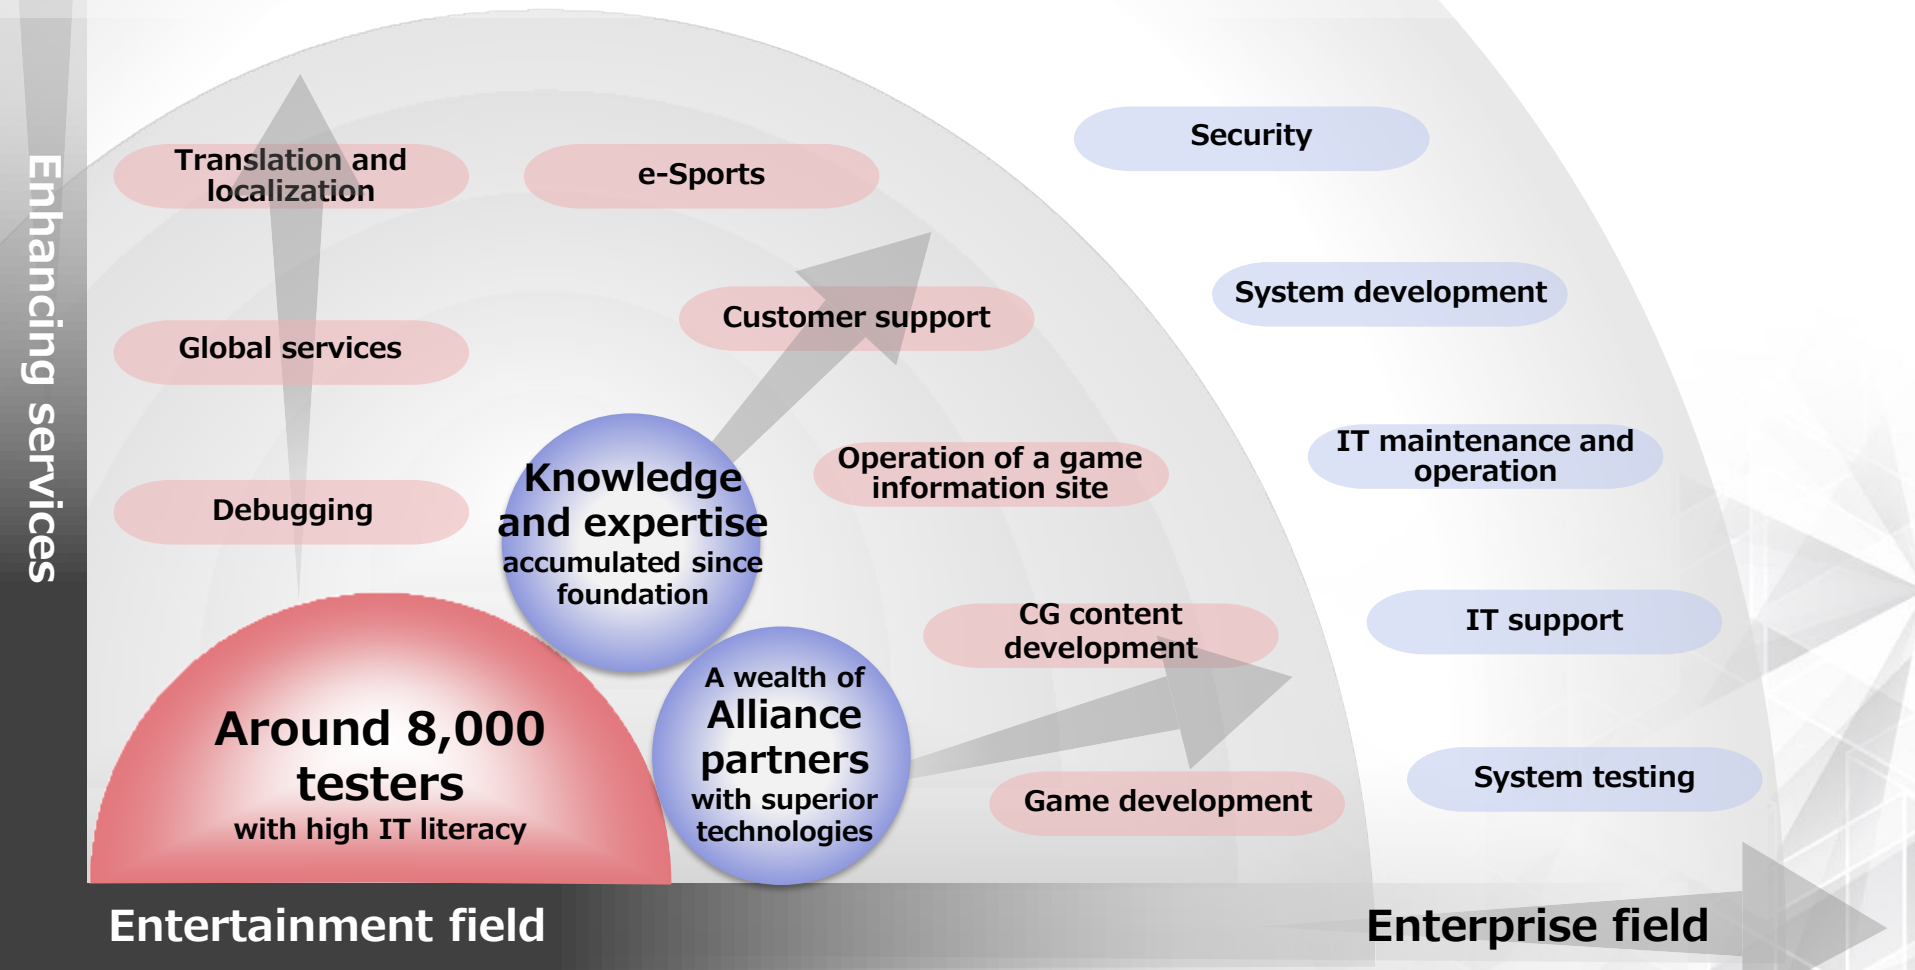 Enhancing services
Translation and
localization
e-Sports
Security
Global services
Customer support
System development
Debugging
Knowledge
and expertise
accumulated since
foundation
Operation of a game
information site
IT maintenance and
operation
Around 8,000
testers
with high IT literacy
A wealth of
Alliance
partners
with superior
technologies
CG content
development
IT support
Game development
System testing
Entertainment field
Enterprise field